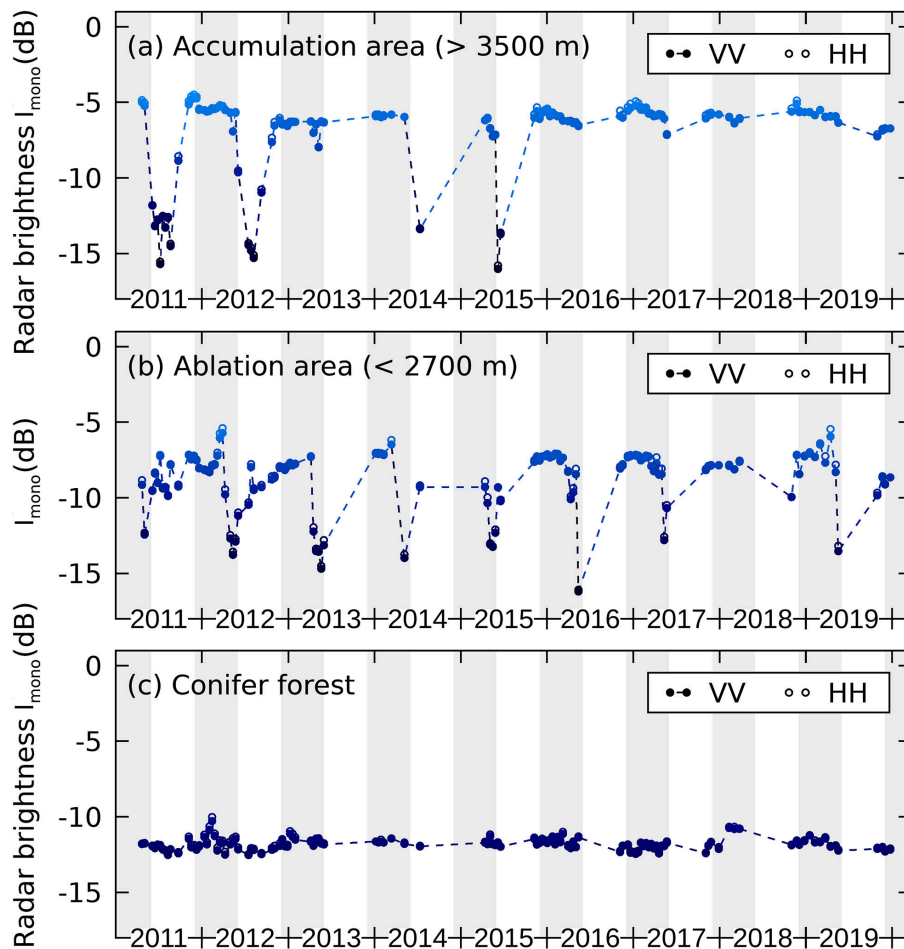 (a) Accumulation area (> 3500 m)
VV HH
Radar brightness Imono(dB)
0
-5
-10
-15
2011 2012 2013 2014 2015 2016 2017 2018 2019
(b) Ablation area (< 2700 m)
VV HH
Imono(dB)
0
-5
-10
-15
2011 2012 2013 2014 2015 2016 2017 2018 2019
(c) Conifer forest
VV HH
Radar brightness Imono(dB)
0
-5
-10
-15
2011 2012 2013 2014 2015 2016 2017 2018 2019